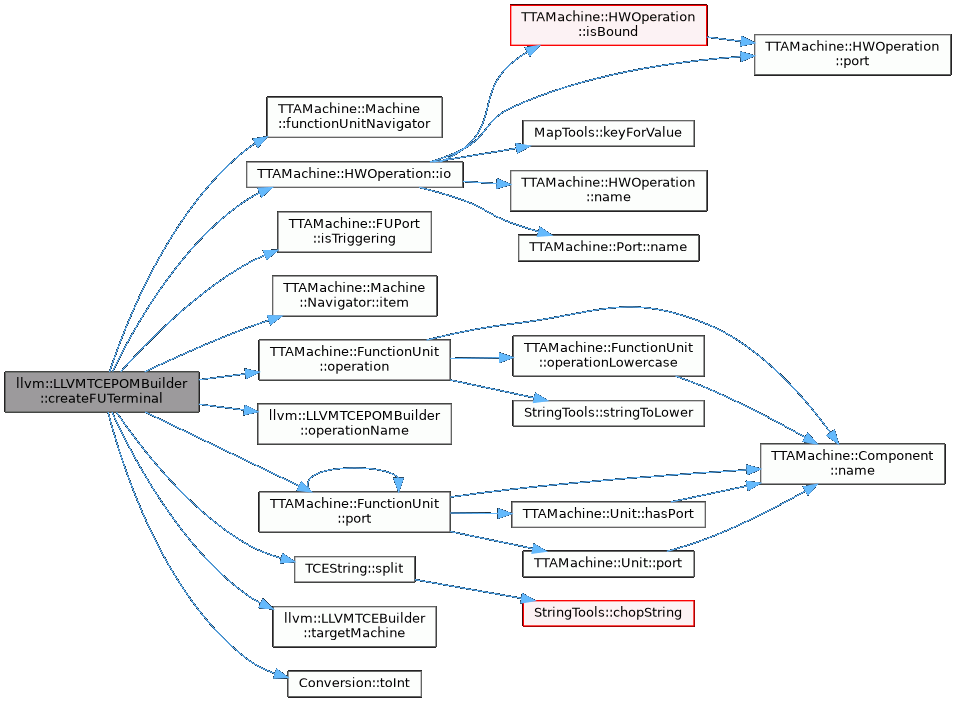 TTAMachine::HWOperation
::isBound
TTAMachine::HWOperation
::port
TTAMachine::Machine
::functionUnitNavigator
MapTools::keyForValue
TTAMachine::HWOperation::io
TTAMachine::HWOperation
::name
TTAMachine::FUPort
::isTriggering
TTAMachine::Port::name
TTAMachine::Machine
::Navigator::item
TTAMachine::FunctionUnit
::operation
TTAMachine::FunctionUnit
::operationLowercase
llvm::LLVMTCEPOMBuilder
::createFUTerminal
StringTools::stringToLower
llvm::LLVMTCEPOMBuilder
::operationName
TTAMachine::Component
::name
TTAMachine::FunctionUnit
::port
TTAMachine::Unit::hasPort
TTAMachine::Unit::port
TCEString::split
StringTools::chopString
llvm::LLVMTCEBuilder
::targetMachine
Conversion::toInt